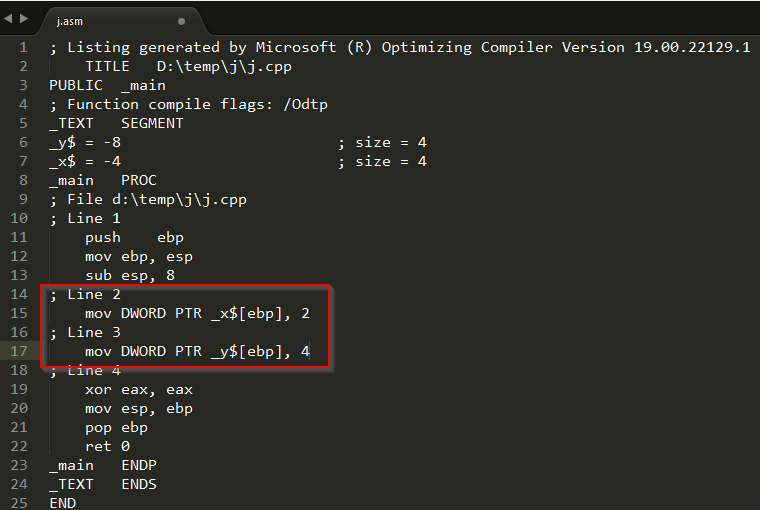 j.asm
1 ; Listing generated by Microsoft (R) Optimizing Compiler Version 19.00.22129.1
2 TITLE D:\temp\j\j.cpp
3 PUBLIC _main
4 ; Function compile flags: /Odtp
5 _TEXT SEGMENT
6 _y$ = -8 ; size = 4
7 _x$ = -4 ; size = 4
8 _main PROC
9 ; File d:\temp\j\j.cpp
10 ; Line 1
11 push ebp
12 mov ebp, esp
13 sub esp, 8
14 ; Line 2
15 mov DWORD PTR _x$[ebp], 2
16 ; Line 3
17 mov DWORD PTR _y$[ebp], 4
18 ; Line 4
19 xor eax, eax
20 mov esp, ebp
21 pop ebp
22 ret 0
23 _main ENDP
24 _TEXT ENDS
25 END